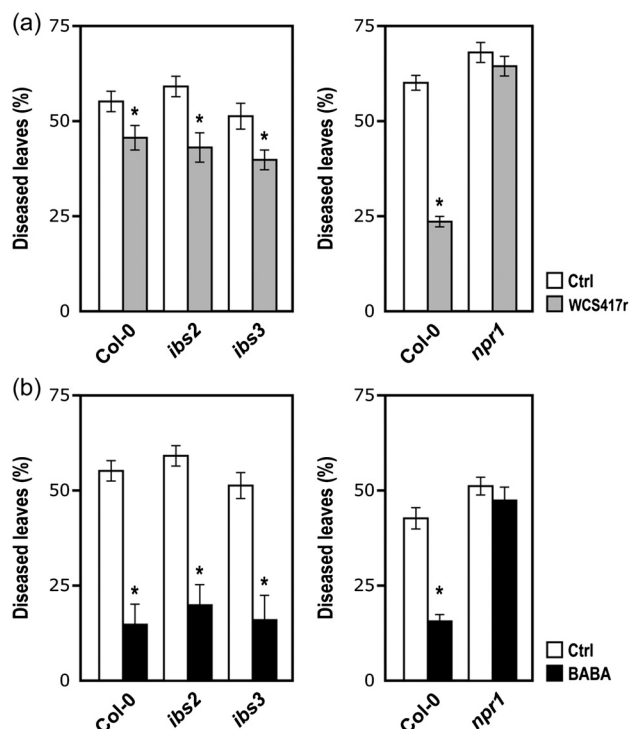 (a)
Diseased leaves (%)
75
50
25
0
*
*
*
Col-0
ibs2
ibs3
Diseased leaves (%)
75
50
25
0
*
Col-0
npr1
Ctrl
WCS417r
(b)
Diseased leaves (%)
75
50
25
0
*
*
*
Col-0
ibs2
ibs3
Diseased leaves (%)
75
50
25
0
*
Col-0
npr1
Ctrl
BABA